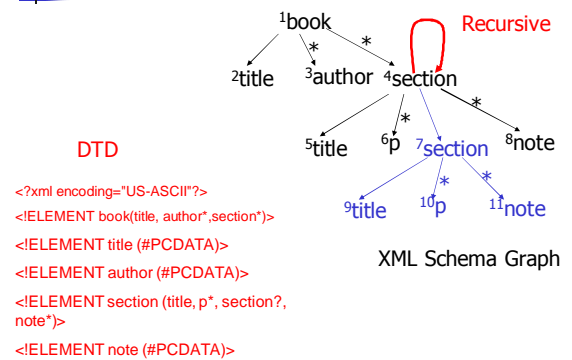 1book
Recursive
* *
2title 3author 4section
* *
5title 6p 7section 8note
* *
9title 10p 11note
XML Schema Graph
DTD
<?xml encoding="US-ASCII"?>
<!ELEMENT book(title, author*,section*)>
<!ELEMENT title (#PCDATA)>
<!ELEMENT author (#PCDATA)>
<!ELEMENT section (title, p*, section?,
note*)>
<!ELEMENT note (#PCDATA)>